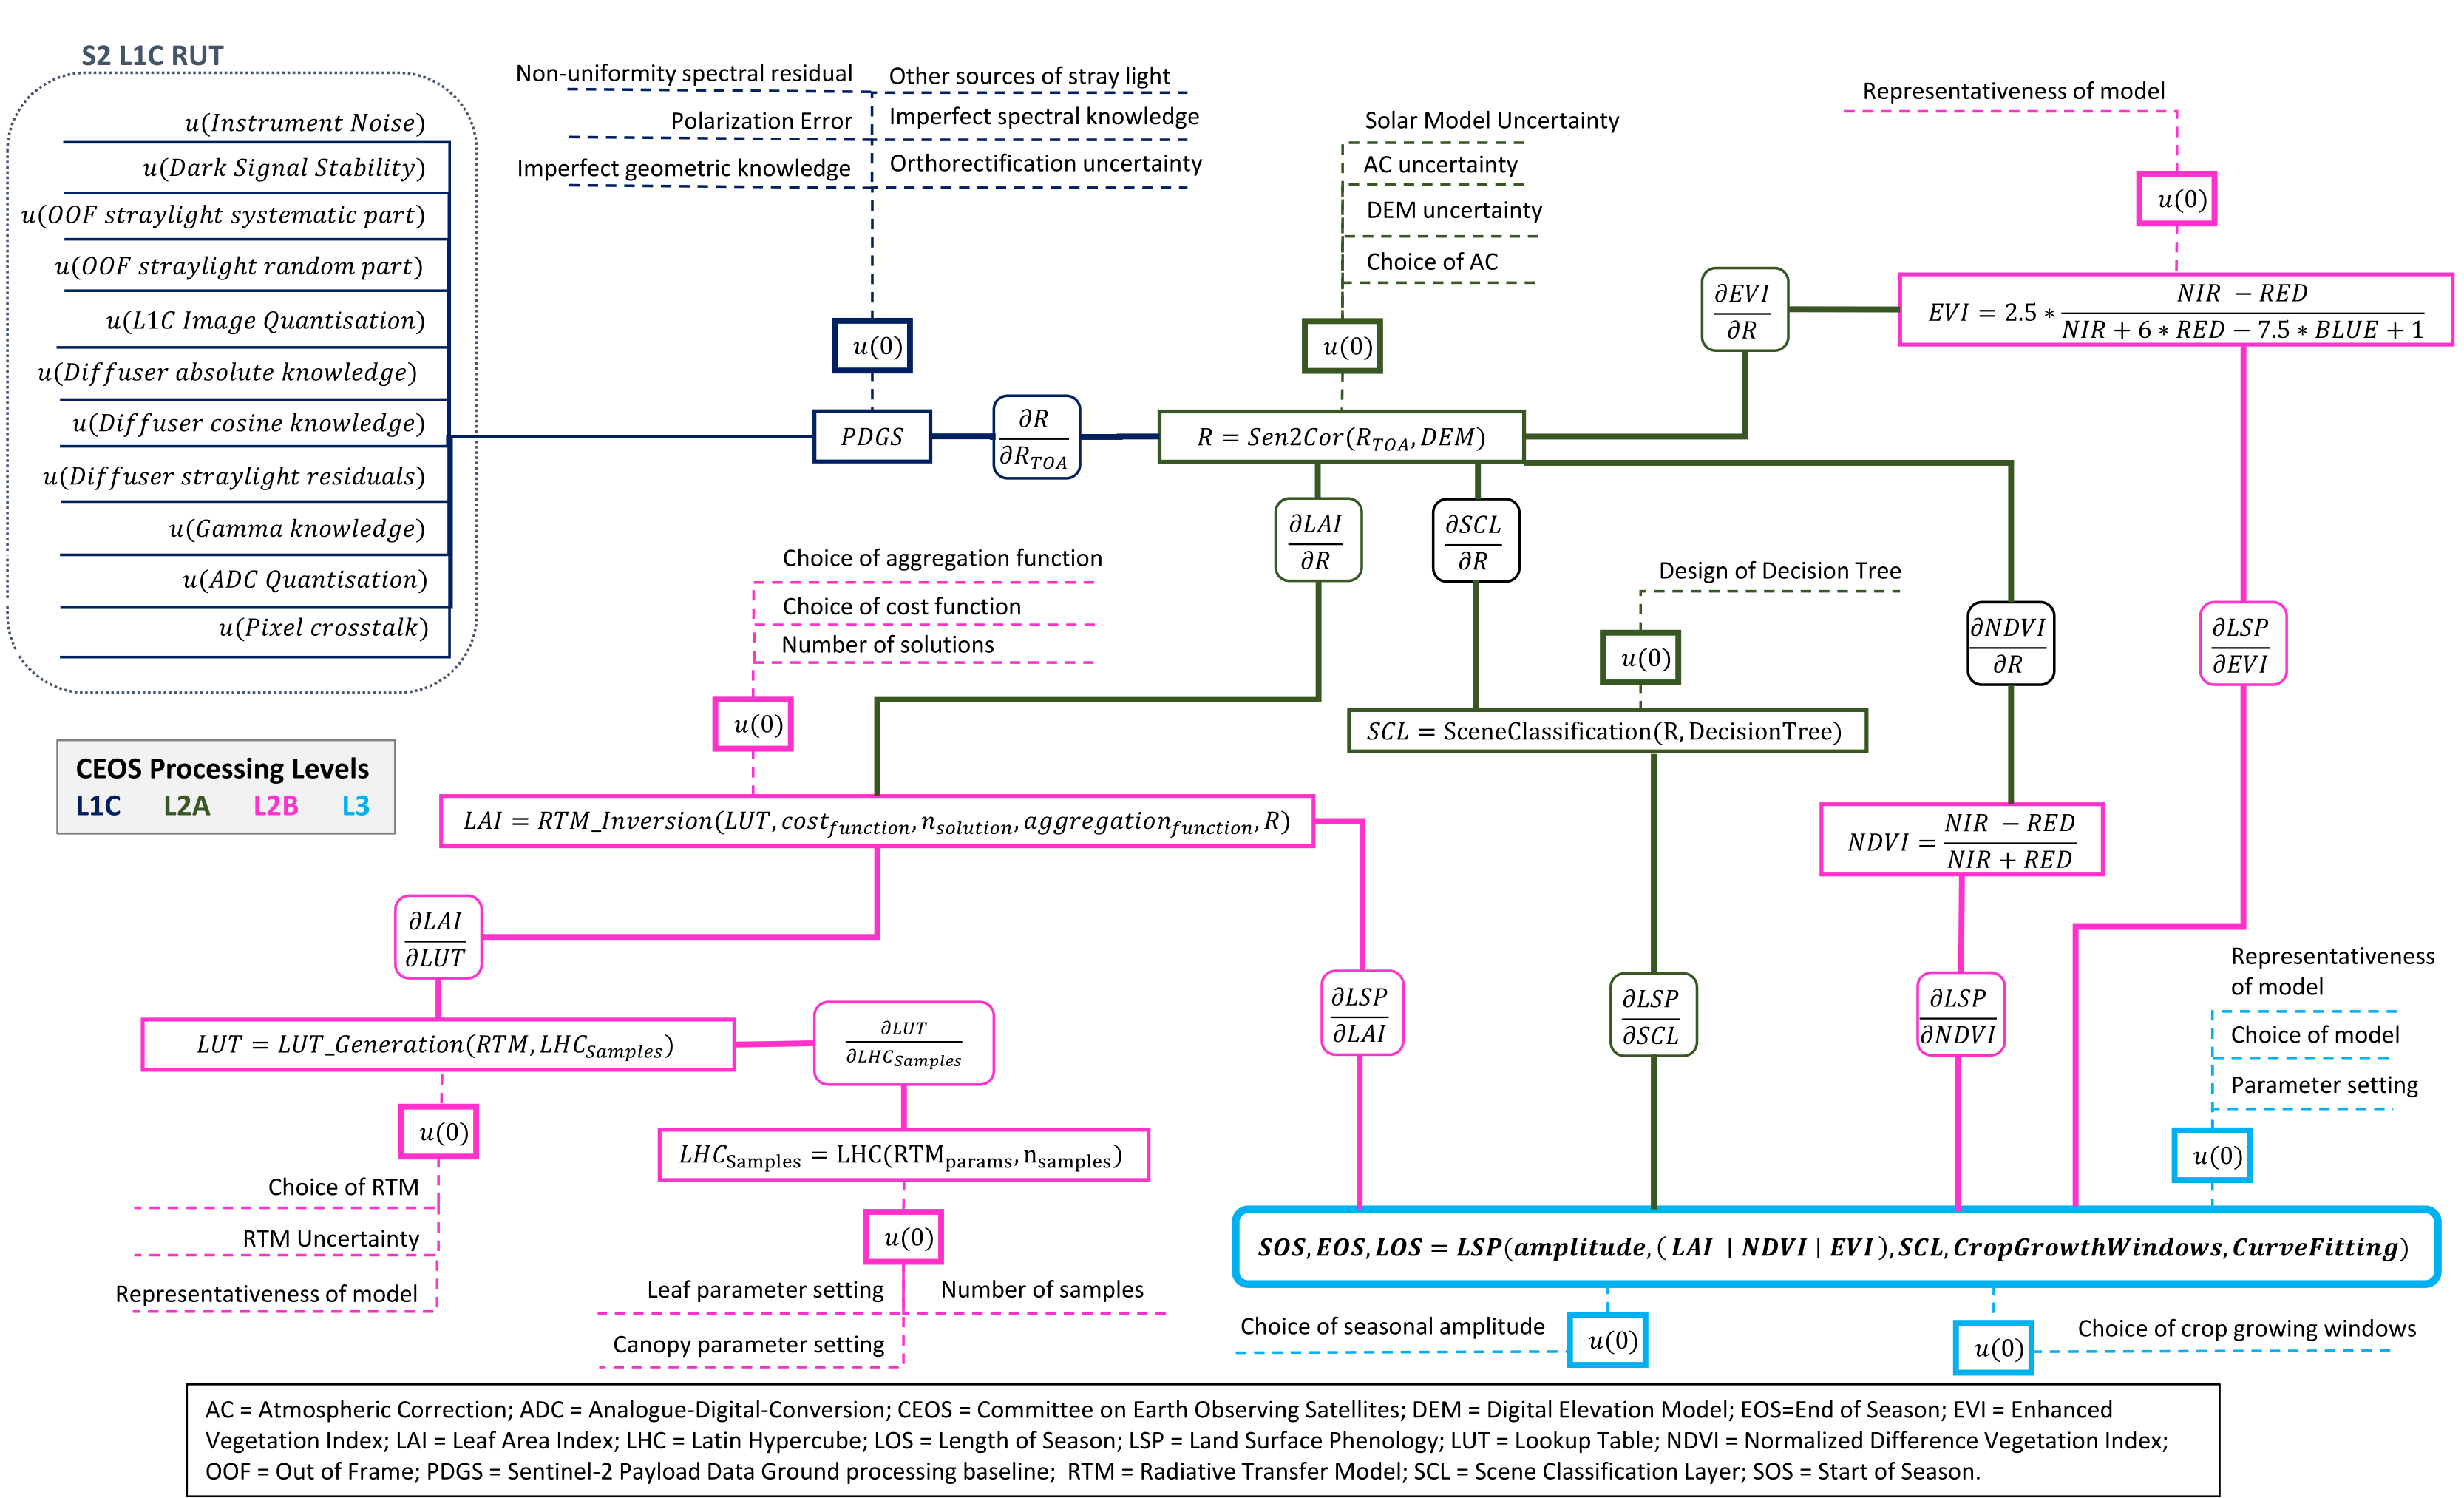 S2 L1C RUT
u(Instrument Noise)
u(Dark Signal Stability)
u(OOF straylight systematic part)
u(OOF straylight random part)
u(L1C Image Quantisation)
u(Diffuser absolute knowledge)
u(Diffuser cosine knowledge)
u(Diffuser straylight residuals)
u(Gamma knowledge)
u(ADC Quantisation)
u(Pixel crosstalk)
Non-uniformity spectral residual
Other sources of stray light
Polarization Error
Imperfect spectral knowledge
Imperfect geometric knowledge
Orthorectification uncertainty
u(0)
PDGS
∂R
∂R_TOA
Solar Model Uncertainty
AC uncertainty
DEM uncertainty
Choice of AC
u(0)
R = Sen2Cor(R_TOA, DEM)
∂EVI
∂R
Representativeness of model
u(0)
EVI = 2.5 * (NIR − RED) / (NIR + 6 * RED − 7.5 * BLUE + 1)
∂LAI
∂R
∂SCL
∂R
∂NDVI
∂R
∂LSP
∂EVI
Choice of aggregation function
Choice of cost function
Number of solutions
u(0)
Design of Decision Tree
u(0)
SCL = SceneClassification(R, DecisionTree)
CEOS Processing Levels
L1C L2A L2B L3
LAI = RTM_Inversion(LUT, cost_function, n_solution, aggregation_function, R)
NDVI = (NIR − RED) / (NIR + RED)
∂LAI
∂LUT
LUT = LUT_Generation(RTM, LHC_Samples)
∂LUT
∂LHC_Samples
u(0)
Choice of RTM
RTM Uncertainty
Representativeness of model
LHC_Samples = LHC(RTM_params, n_samples)
u(0)
Leaf parameter setting
Number of samples
Canopy parameter setting
∂LSP
∂LAI
∂LSP
∂SCL
∂LSP
∂NDVI
Representativeness
of model
Choice of model
Parameter setting
u(0)
SOS, EOS, LOS = LSP(amplitude, ( LAI | NDVI | EVI ), SCL, CropGrowthWindows, CurveFitting)
Choice of seasonal amplitude
u(0)
u(0)
Choice of crop growing windows
AC = Atmospheric Correction; ADC = Analogue-Digital-Conversion; CEOS = Committee on Earth Observing Satellites; DEM = Digital Elevation Model; EOS=End of Season; EVI = Enhanced
Vegetation Index; LAI = Leaf Area Index; LHC = Latin Hypercube; LOS = Length of Season; LSP = Land Surface Phenology; LUT = Lookup Table; NDVI = Normalized Difference Vegetation Index;
OOF = Out of Frame; PDGS = Sentinel-2 Payload Data Ground processing baseline; RTM = Radiative Transfer Model; SCL = Scene Classification Layer; SOS = Start of Season.